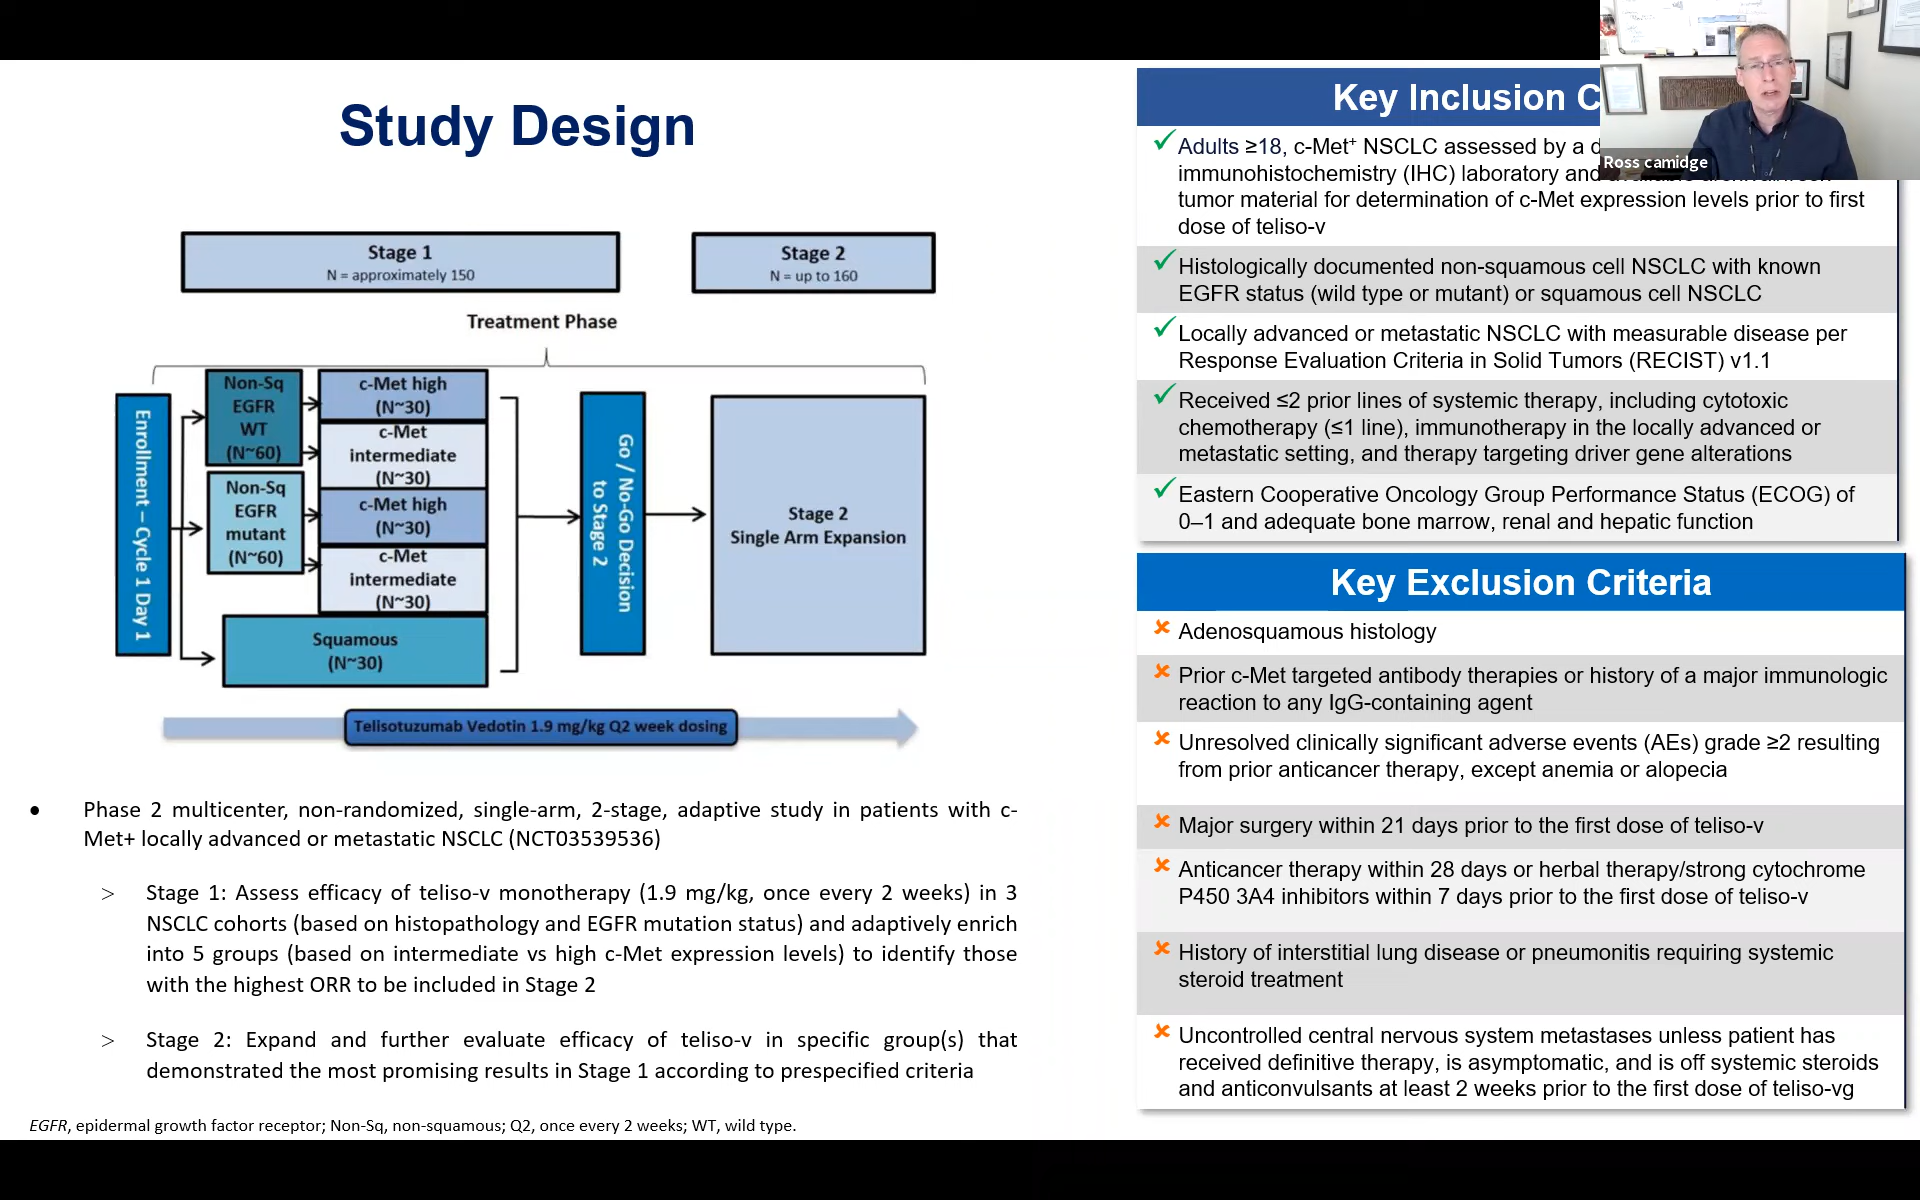 Study Design
Stage 1
N = approximately 150
Stage 2
N = up to 160
Treatment Phase
Enrollment – Cycle 1 Day 1
Non-Sq
EGFR
WT
(N~60)
c-Met high
(N~30)
c-Met
intermediate
(N~30)
Non-Sq
EGFR
mutant
(N~60)
c-Met high
(N~30)
c-Met
intermediate
(N~30)
Squamous
(N~30)
Go / No-Go Decision
to Stage 2
Stage 2
Single Arm Expansion
Telisotuzumab Vedotin 1.9 mg/kg Q2 week dosing
• Phase 2 multicenter, non-randomized, single-arm, 2-stage, adaptive study in patients with c-
Met+ locally advanced or metastatic NSCLC (NCT03539536)
> Stage 1: Assess efficacy of teliso-v monotherapy (1.9 mg/kg, once every 2 weeks) in 3
NSCLC cohorts (based on histopathology and EGFR mutation status) and adaptively enrich
into 5 groups (based on intermediate vs high c-Met expression levels) to identify those
with the highest ORR to be included in Stage 2
> Stage 2: Expand and further evaluate efficacy of teliso-v in specific group(s) that
demonstrated the most promising results in Stage 1 according to prespecified criteria
EGFR, epidermal growth factor receptor; Non-Sq, non-squamous; Q2, once every 2 weeks; WT, wild type.
Key Inclusion C
✓ Adults ≥18, c-Met⁺ NSCLC assessed by a d
immunohistochemistry (IHC) laboratory and
tumor material for determination of c-Met expression levels prior to first
dose of teliso-v
✓ Histologically documented non-squamous cell NSCLC with known
EGFR status (wild type or mutant) or squamous cell NSCLC
✓ Locally advanced or metastatic NSCLC with measurable disease per
Response Evaluation Criteria in Solid Tumors (RECIST) v1.1
✓ Received ≤2 prior lines of systemic therapy, including cytotoxic
chemotherapy (≤1 line), immunotherapy in the locally advanced or
metastatic setting, and therapy targeting driver gene alterations
✓ Eastern Cooperative Oncology Group Performance Status (ECOG) of
0–1 and adequate bone marrow, renal and hepatic function
Key Exclusion Criteria
✘ Adenosquamous histology
✘ Prior c-Met targeted antibody therapies or history of a major immunologic
reaction to any IgG-containing agent
✘ Unresolved clinically significant adverse events (AEs) grade ≥2 resulting
from prior anticancer therapy, except anemia or alopecia
✘ Major surgery within 21 days prior to the first dose of teliso-v
✘ Anticancer therapy within 28 days or herbal therapy/strong cytochrome
P450 3A4 inhibitors within 7 days prior to the first dose of teliso-v
✘ History of interstitial lung disease or pneumonitis requiring systemic
steroid treatment
✘ Uncontrolled central nervous system metastases unless patient has
received definitive therapy, is asymptomatic, and is off systemic steroids
and anticonvulsants at least 2 weeks prior to the first dose of teliso-vg
Ross camidge